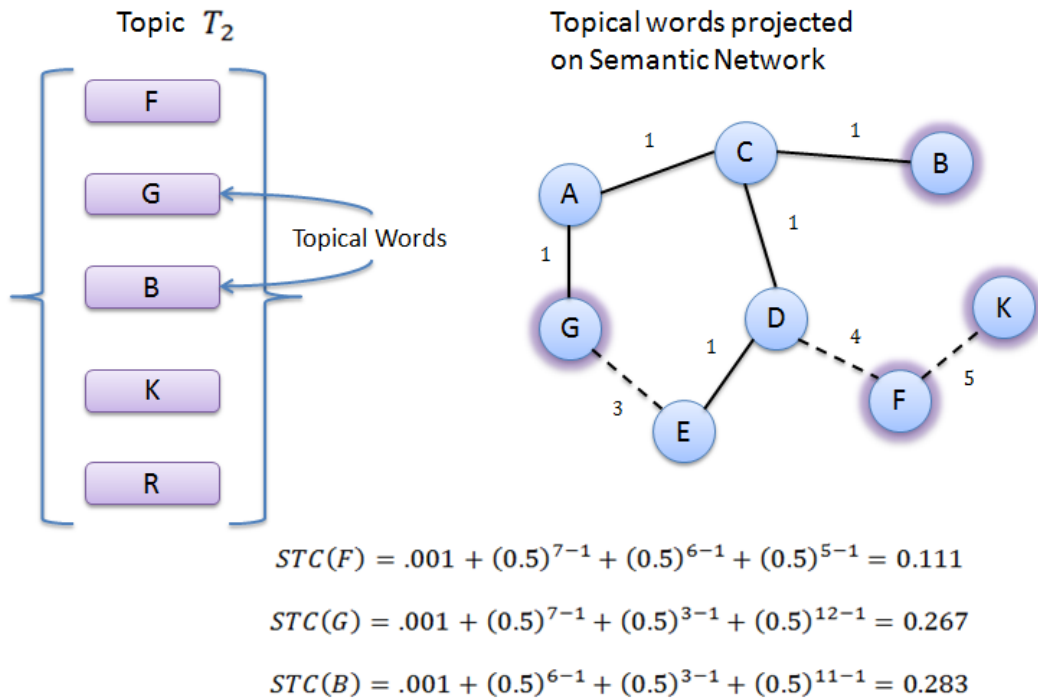 Topic T₂
Topical words projected
on Semantic Network
F
G
B
K
R
Topical Words
A
C
B
G
D
K
E
F
1
1
1
1
1
3
4
5
STC(F) = .001 + (0.5)⁷⁻¹ + (0.5)⁶⁻¹ + (0.5)⁵⁻¹ = 0.111
STC(G) = .001 + (0.5)⁷⁻¹ + (0.5)³⁻¹ + (0.5)¹²⁻¹ = 0.267
STC(B) = .001 + (0.5)⁶⁻¹ + (0.5)³⁻¹ + (0.5)¹¹⁻¹ = 0.283